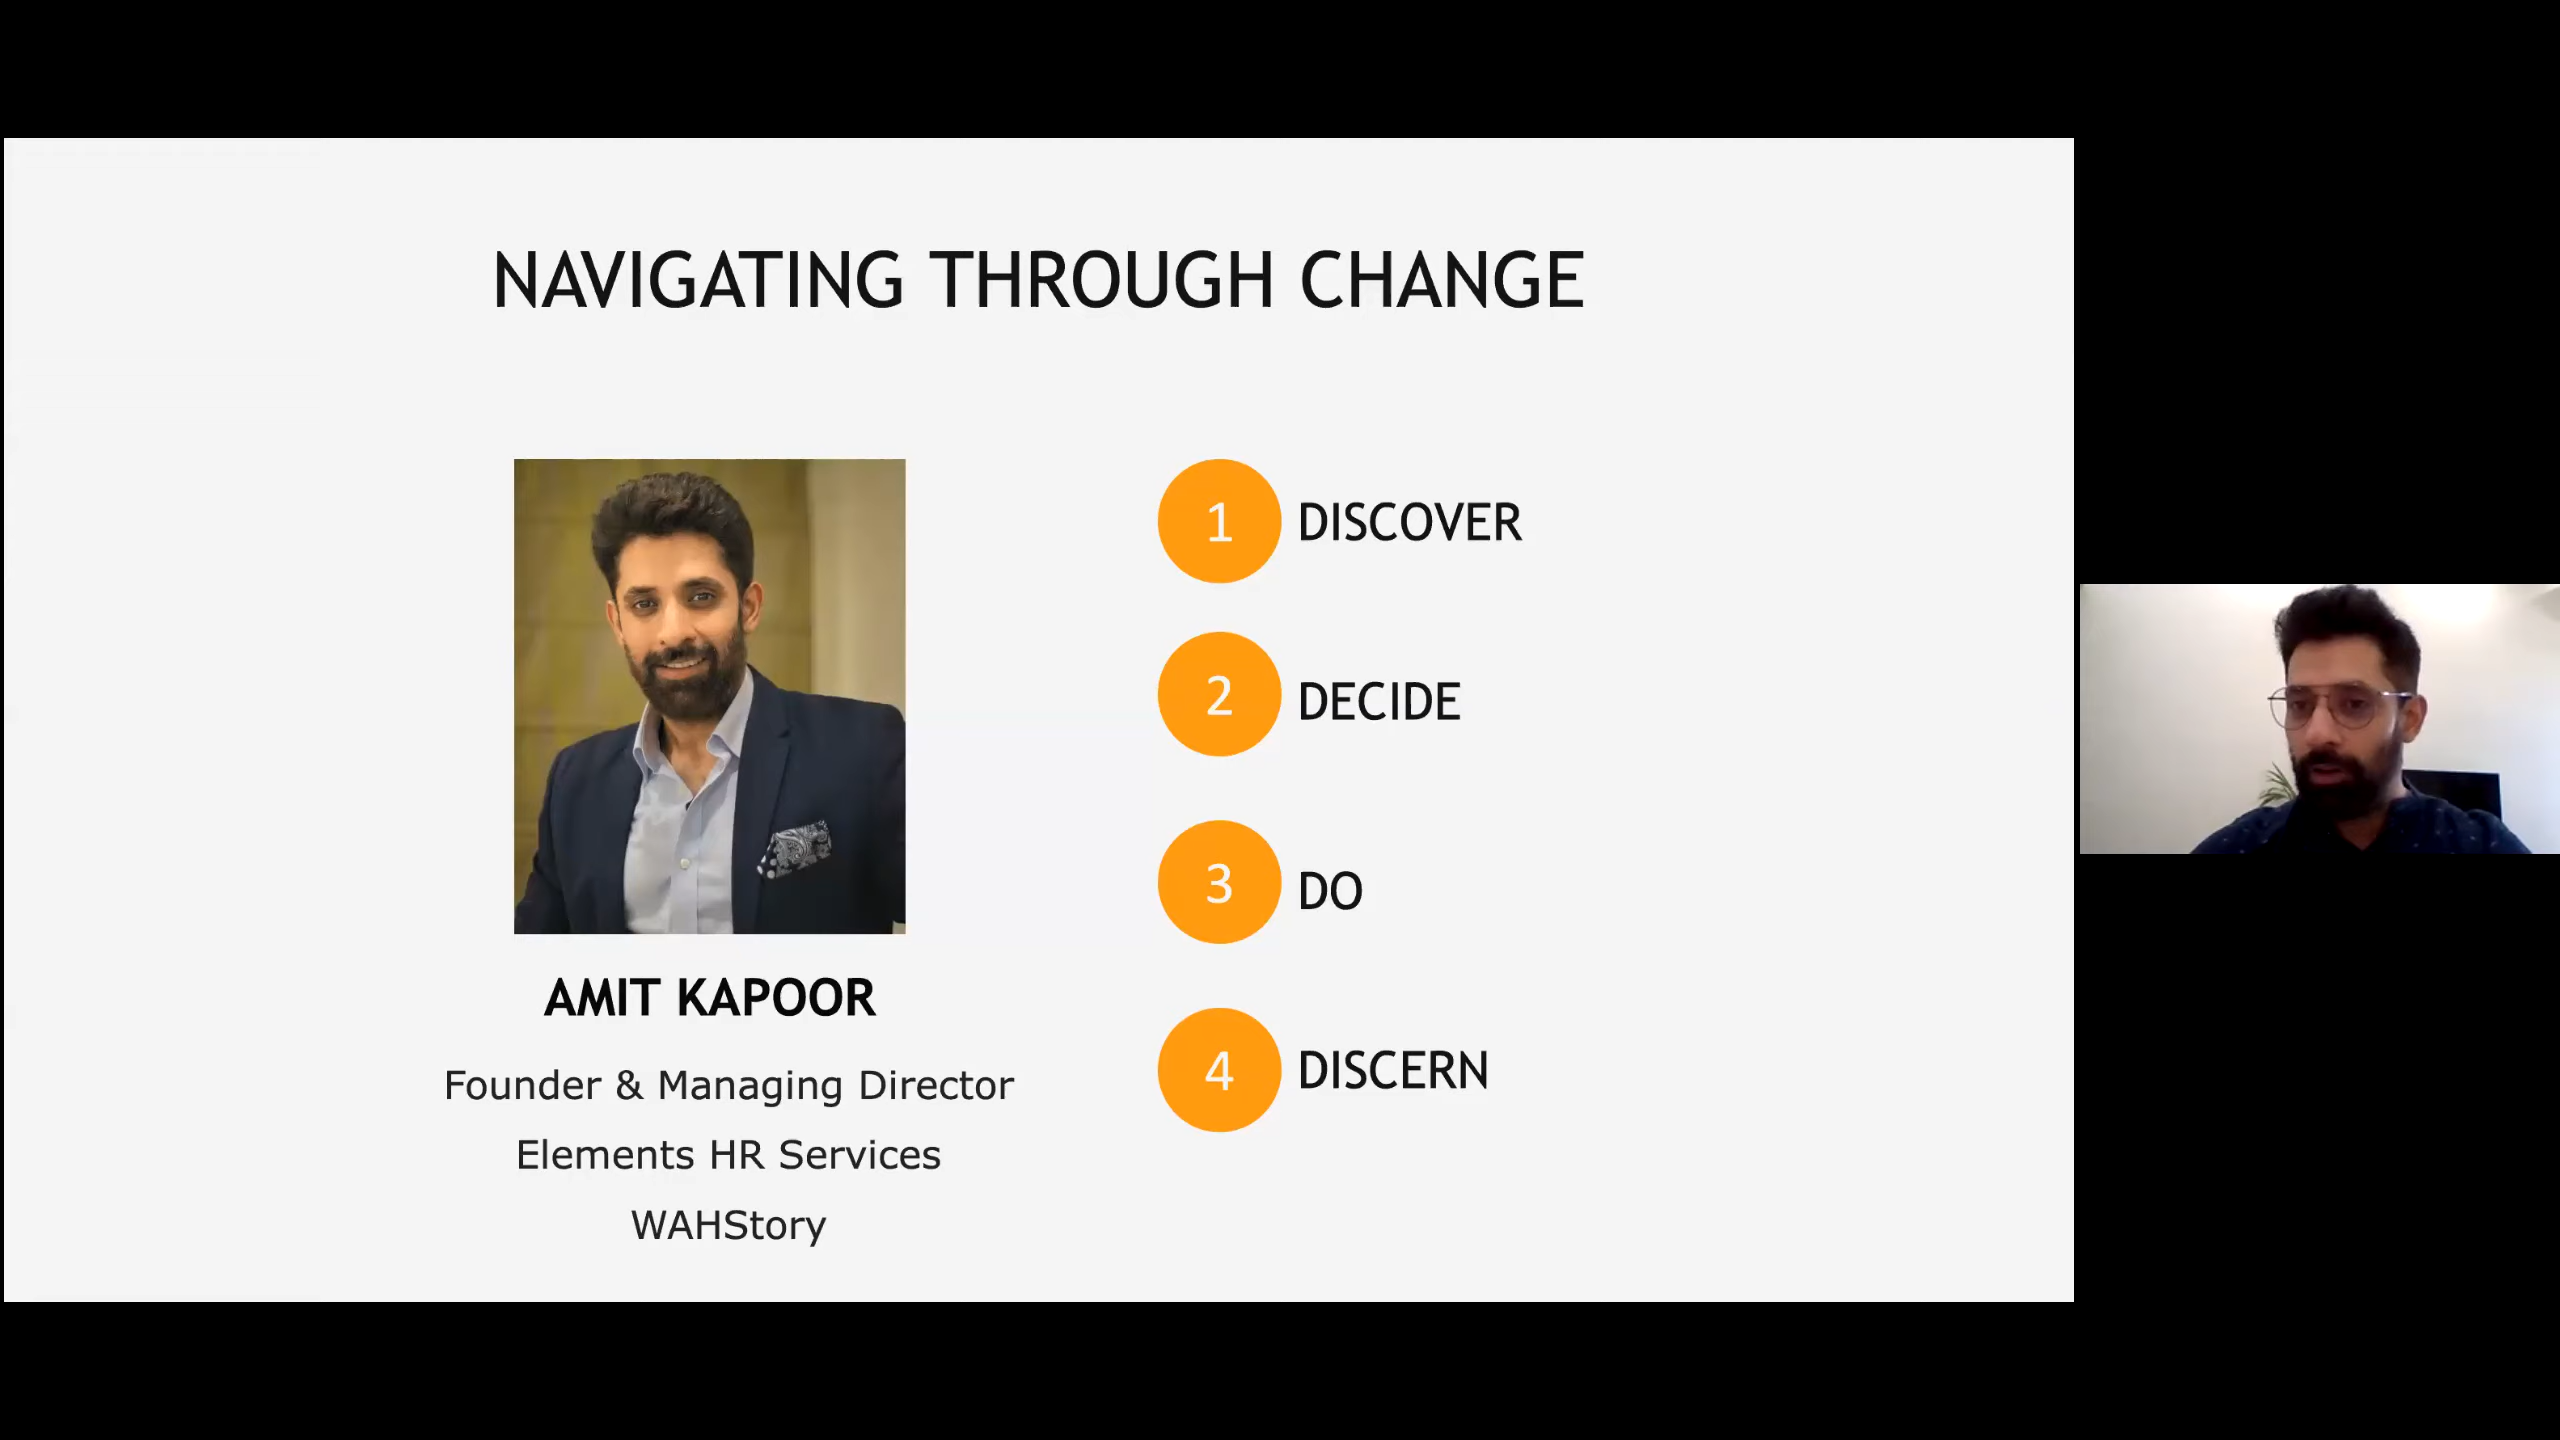 NAVIGATING THROUGH CHANGE
AMIT KAPOOR
Founder & Managing Director
Elements HR Services
WAHStory
1 DISCOVER
2 DECIDE
3 DO
4 DISCERN